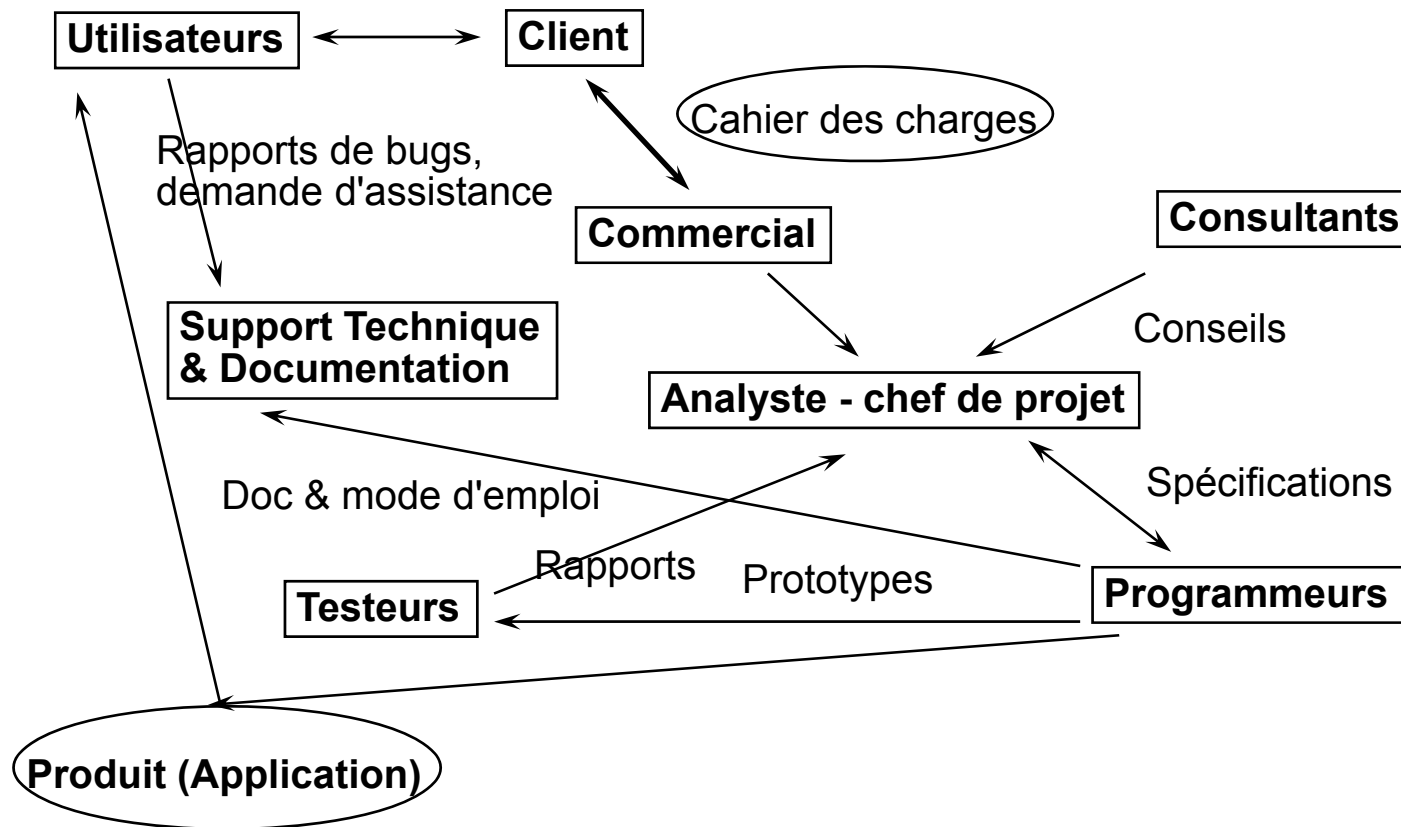 Utilisateurs
Client
Cahier des charges
Rapports de bugs,
demande d'assistance
Commercial
Consultants
Support Technique
& Documentation
Conseils
Analyste - chef de projet
Doc & mode d'emploi
Spécifications
Rapports
Prototypes
Testeurs
Programmeurs
Produit (Application)